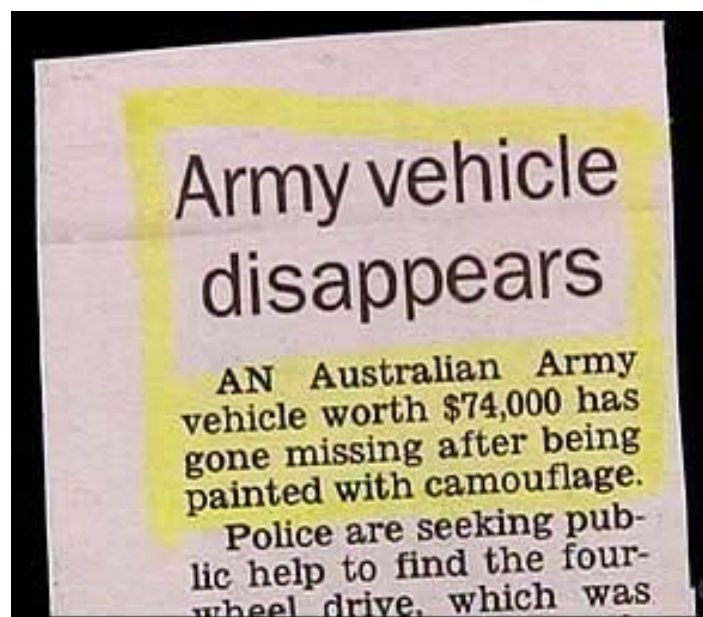 Army vehicle
disappears
AN Australian Army
vehicle worth $74,000 has
gone missing after being
painted with camouflage.
Police are seeking pub-
lic help to find the four-
wheel drive, which was